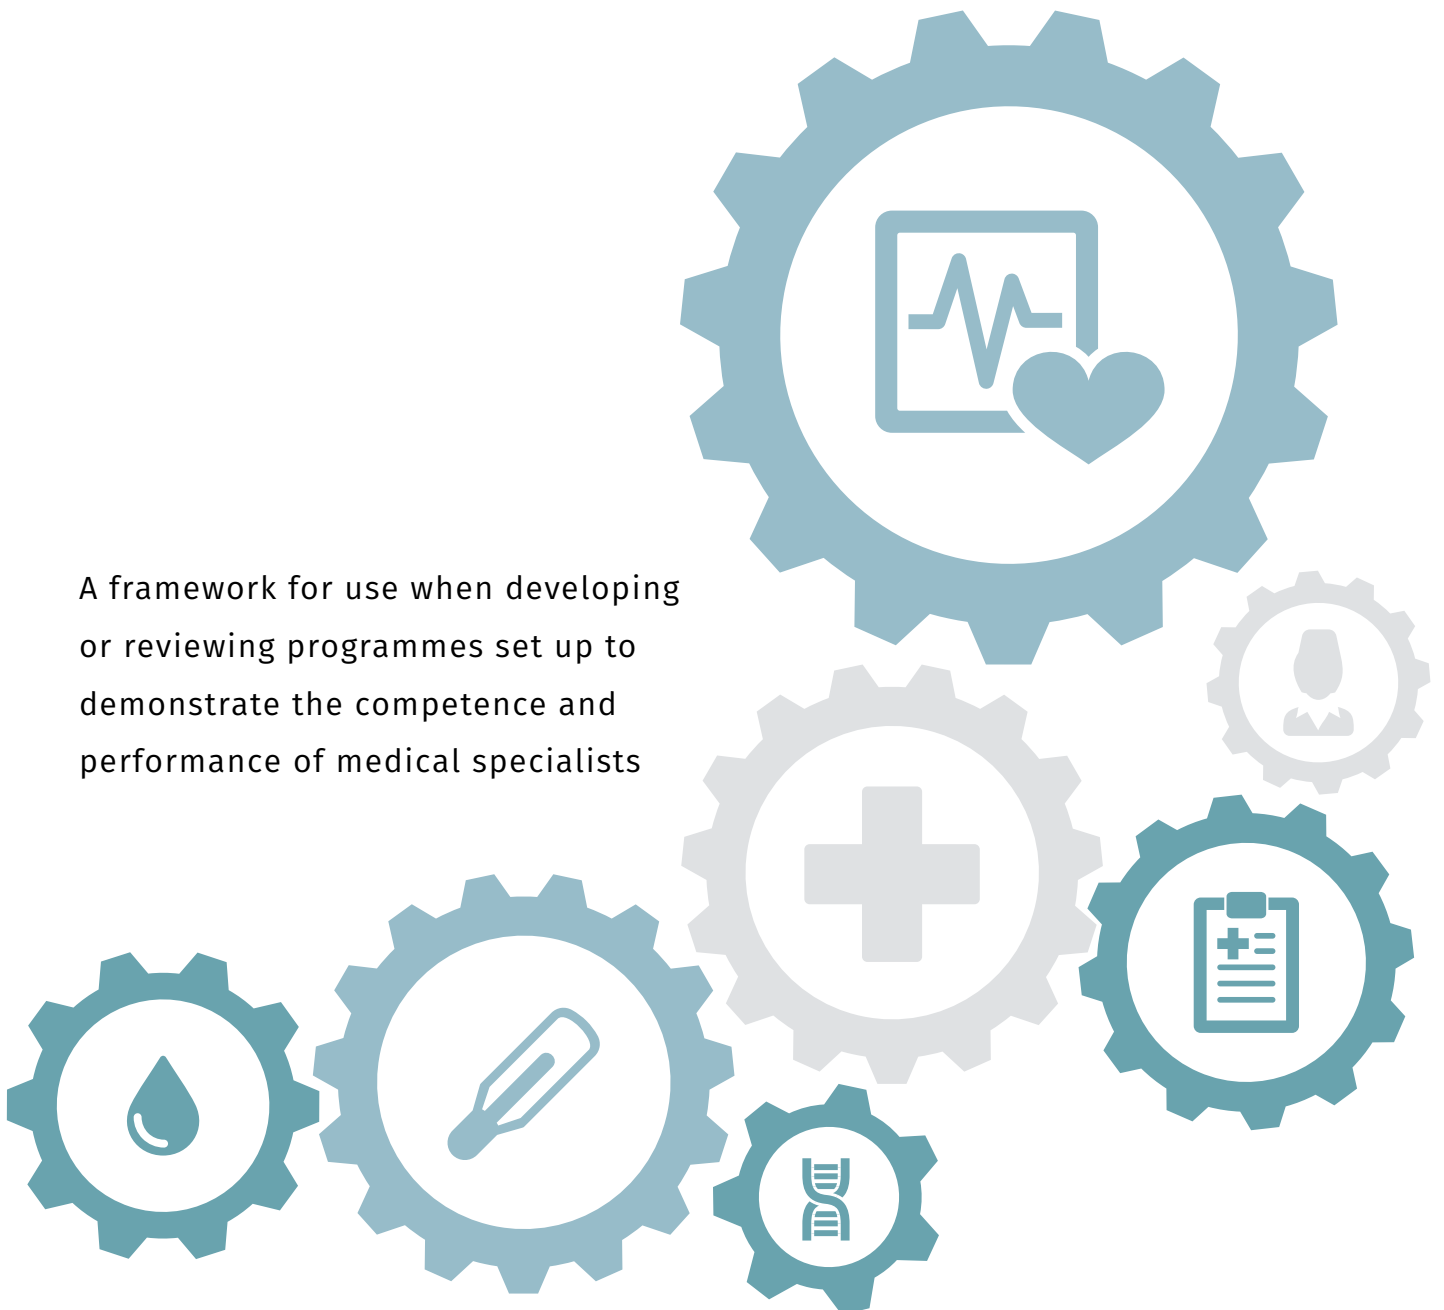 A framework for use when developing
or reviewing programmes set up to
demonstrate the competence and
performance of medical specialists